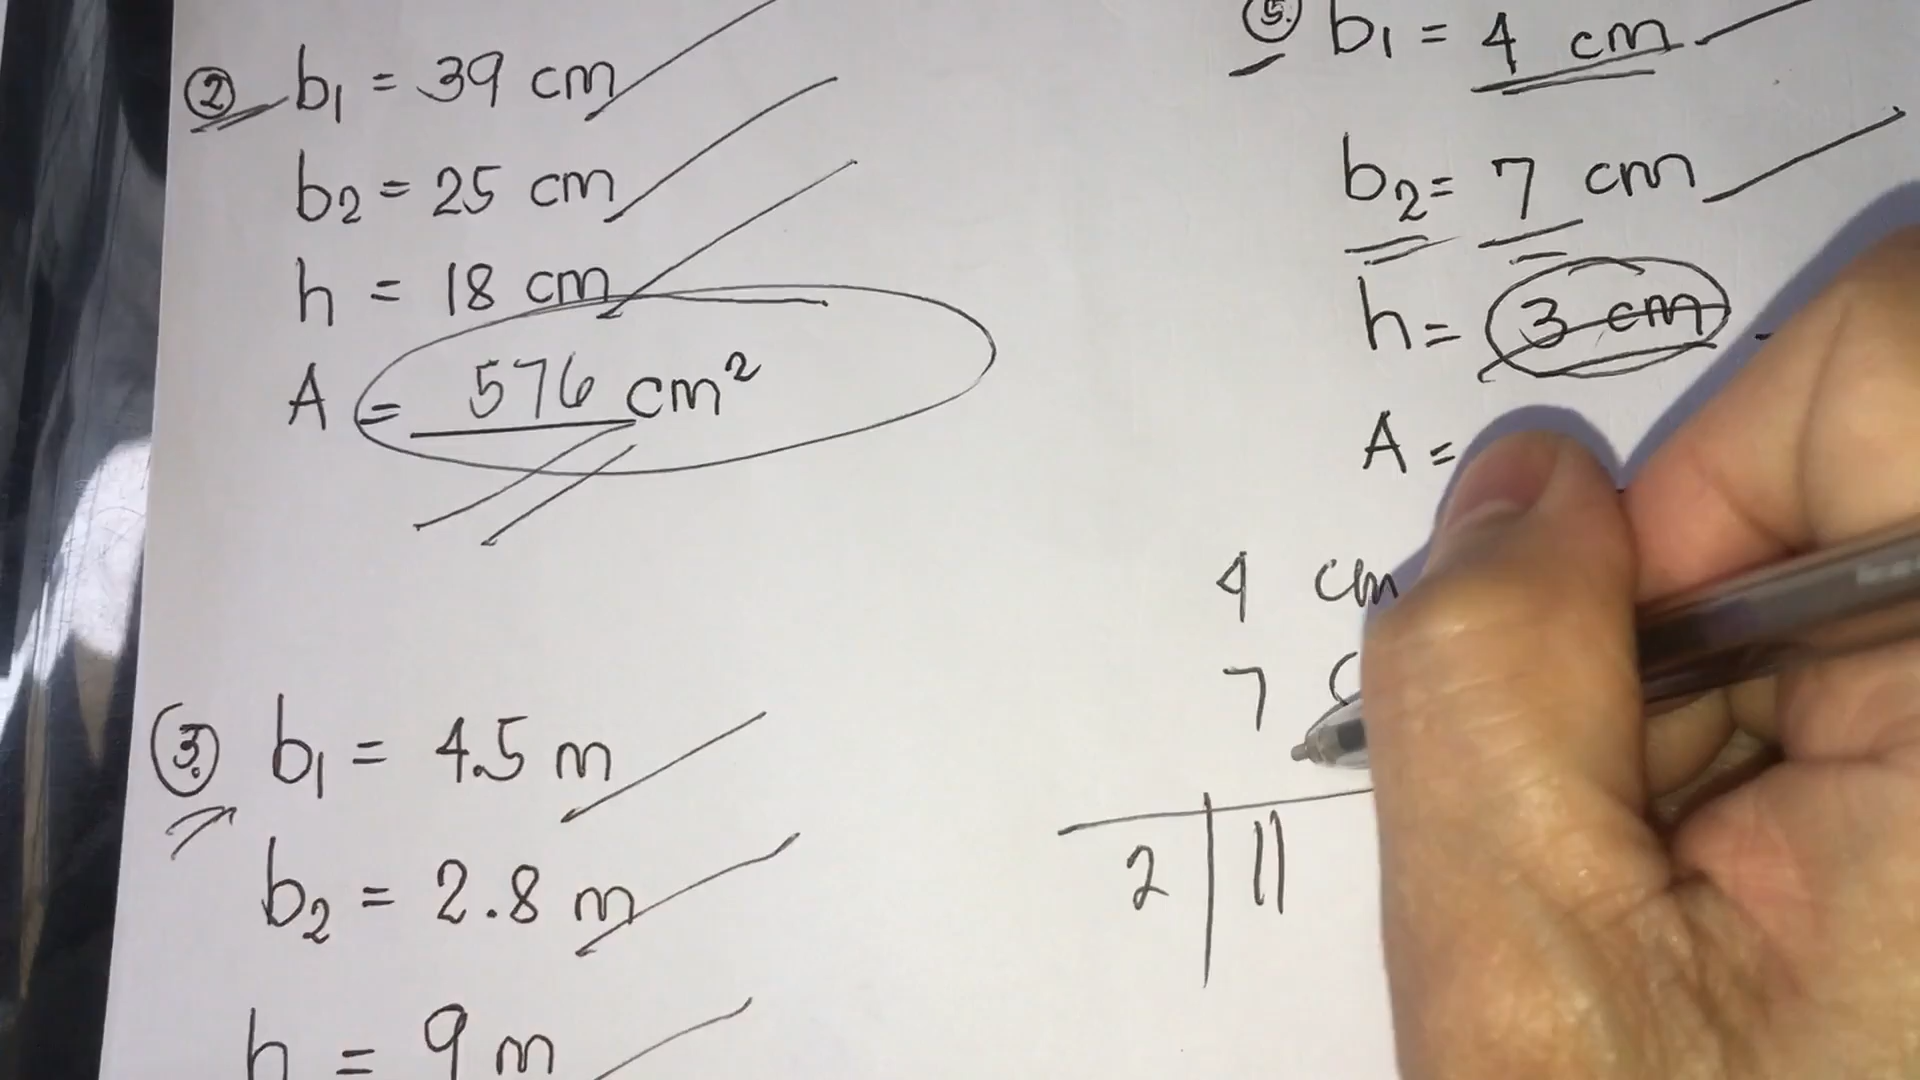 ② b₁ = 39 cm
b₂ = 25 cm
h = 18 cm
A = 576 cm²
③. b₁ = 4.5 m
b₂ = 2.8 m
h = 9 m
⑤. b₁ = 4 cm
b₂ = 7 cm
h = 3 cm
A =
4 cm
7
2 | 11